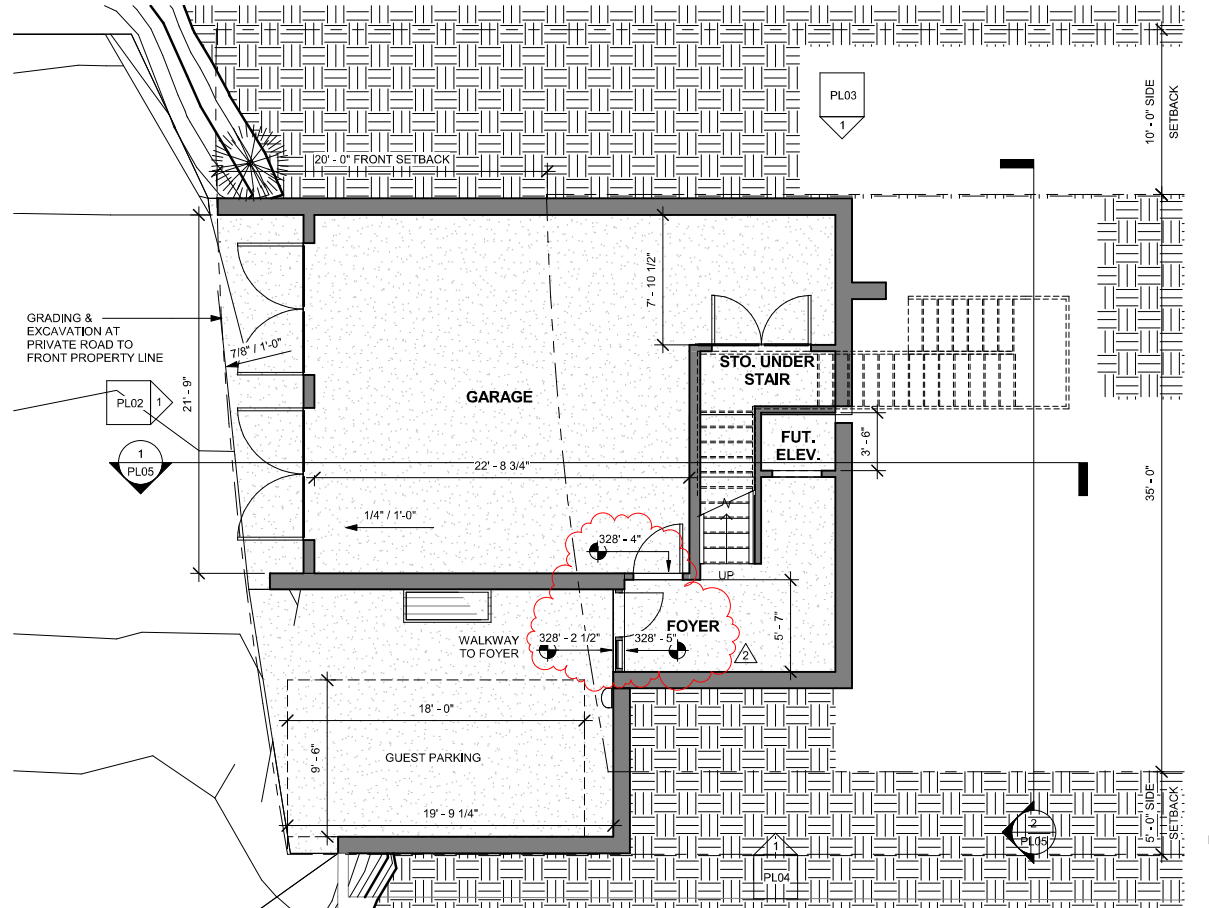 PL03
1
10' - 0" SIDE
SETBACK
20' - 0" FRONT SETBACK
7' - 10 1/2"
GRADING &
EXCAVATION AT
PRIVATE ROAD TO
FRONT PROPERTY LINE
7/8" / 1'-0"
21' - 9"
PL02
1
GARAGE
STO. UNDER
STAIR
FUT.
ELEV.
3' - 6"
1
PL05
22' - 8 3/4"
35' - 0"
1/4" / 1'-0"
328' - 4"
UP
WALKWAY
TO FOYER
328' - 2 1/2"
328' - 5"
FOYER
2
5' - 7"
18' - 0"
GUEST PARKING
9' - 6"
19' - 9 1/4"
1
PL04
2
PL05
5' - 0" SIDE
SETBACK